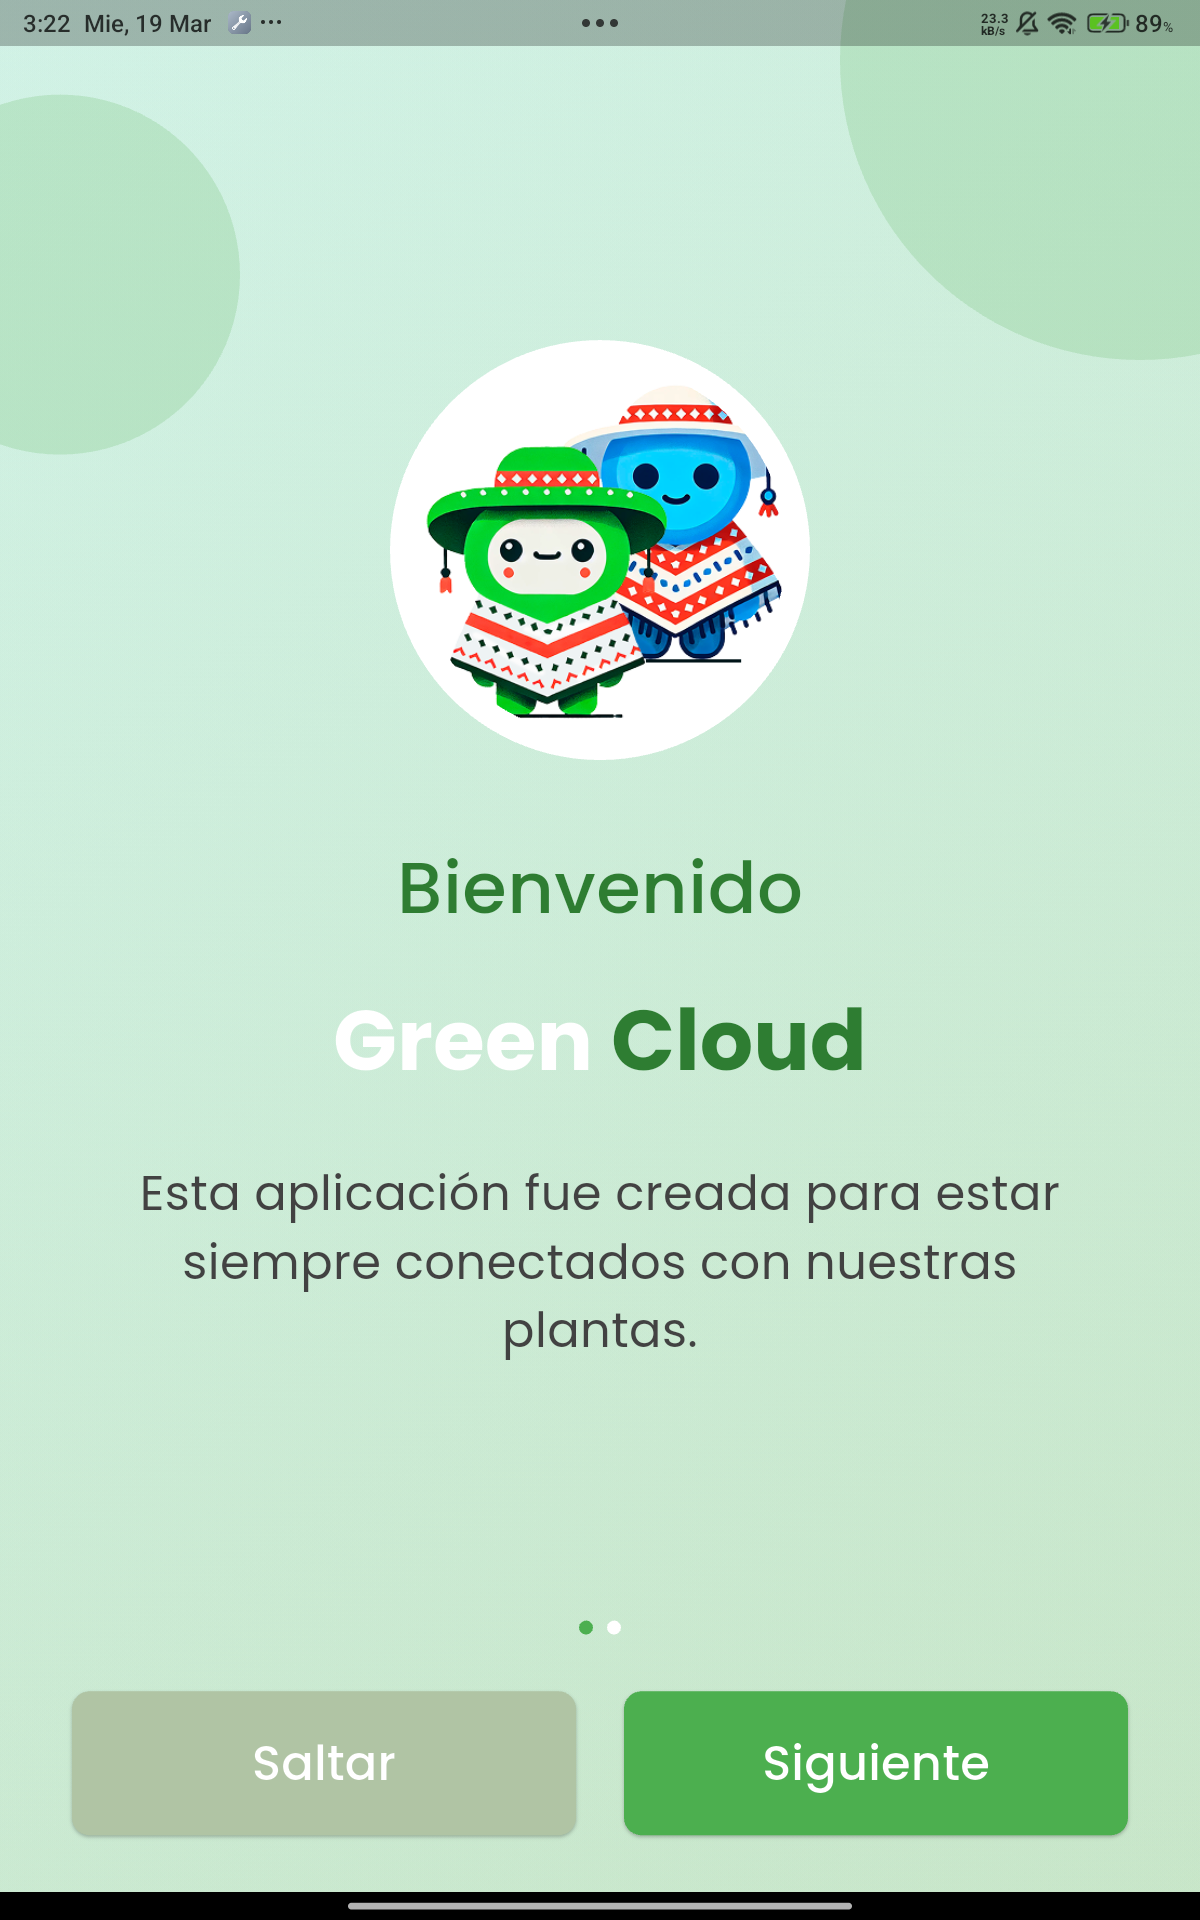 3:22 Mie, 19 Mar
23.3 kB/s 89%
Bienvenido
Green Cloud
Esta aplicación fue creada para estar
siempre conectados con nuestras
plantas.
Saltar Siguiente